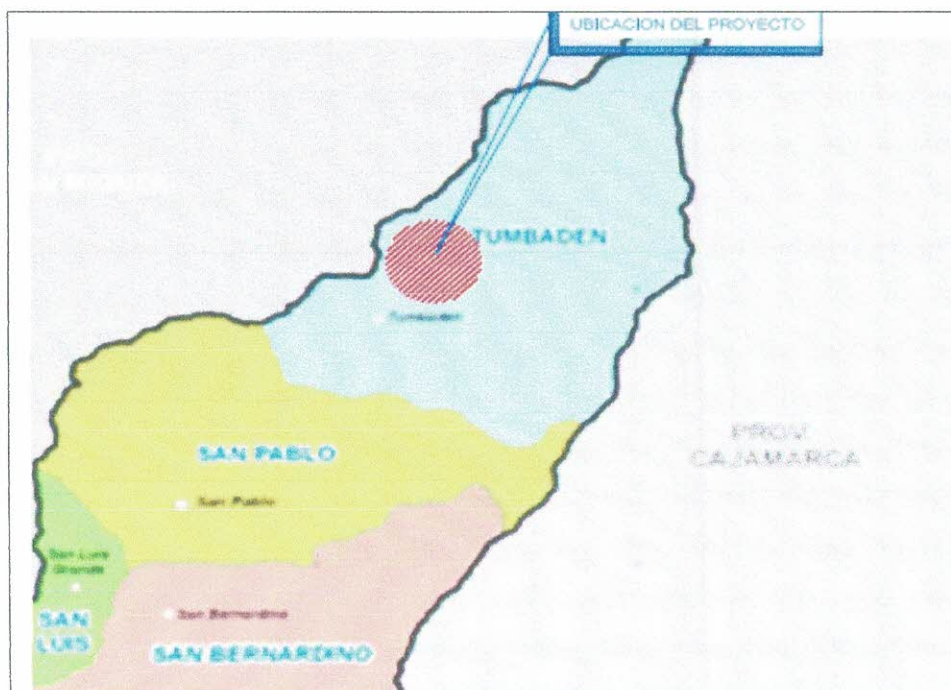 UBICACION DEL PROYECTO
TUMBADEN
Tumbaden
PROV.
CAJAMARCA
SAN PABLO
San Pablo
San Luis
Grande
San Bernardino
SAN
LUIS
SAN BERNARDINO